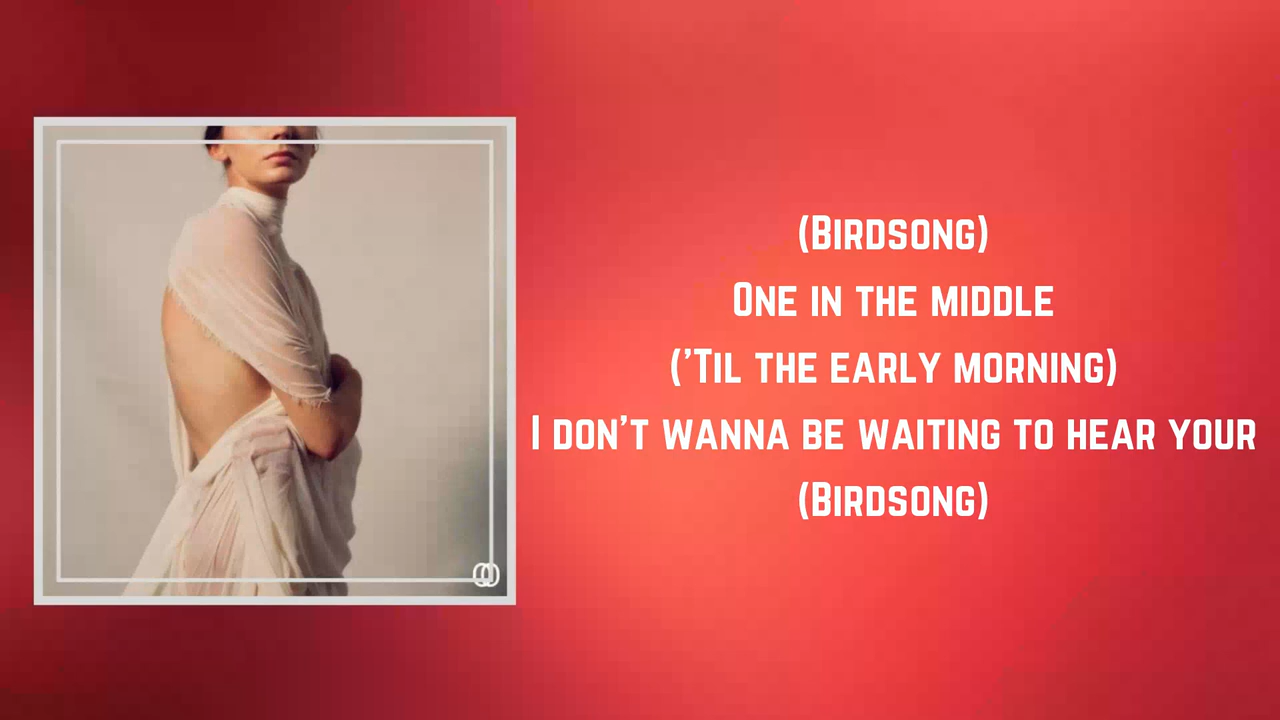 (Birdsong)
One in the middle
('Til the early morning)
I don't wanna be waiting to hear your
(Birdsong)